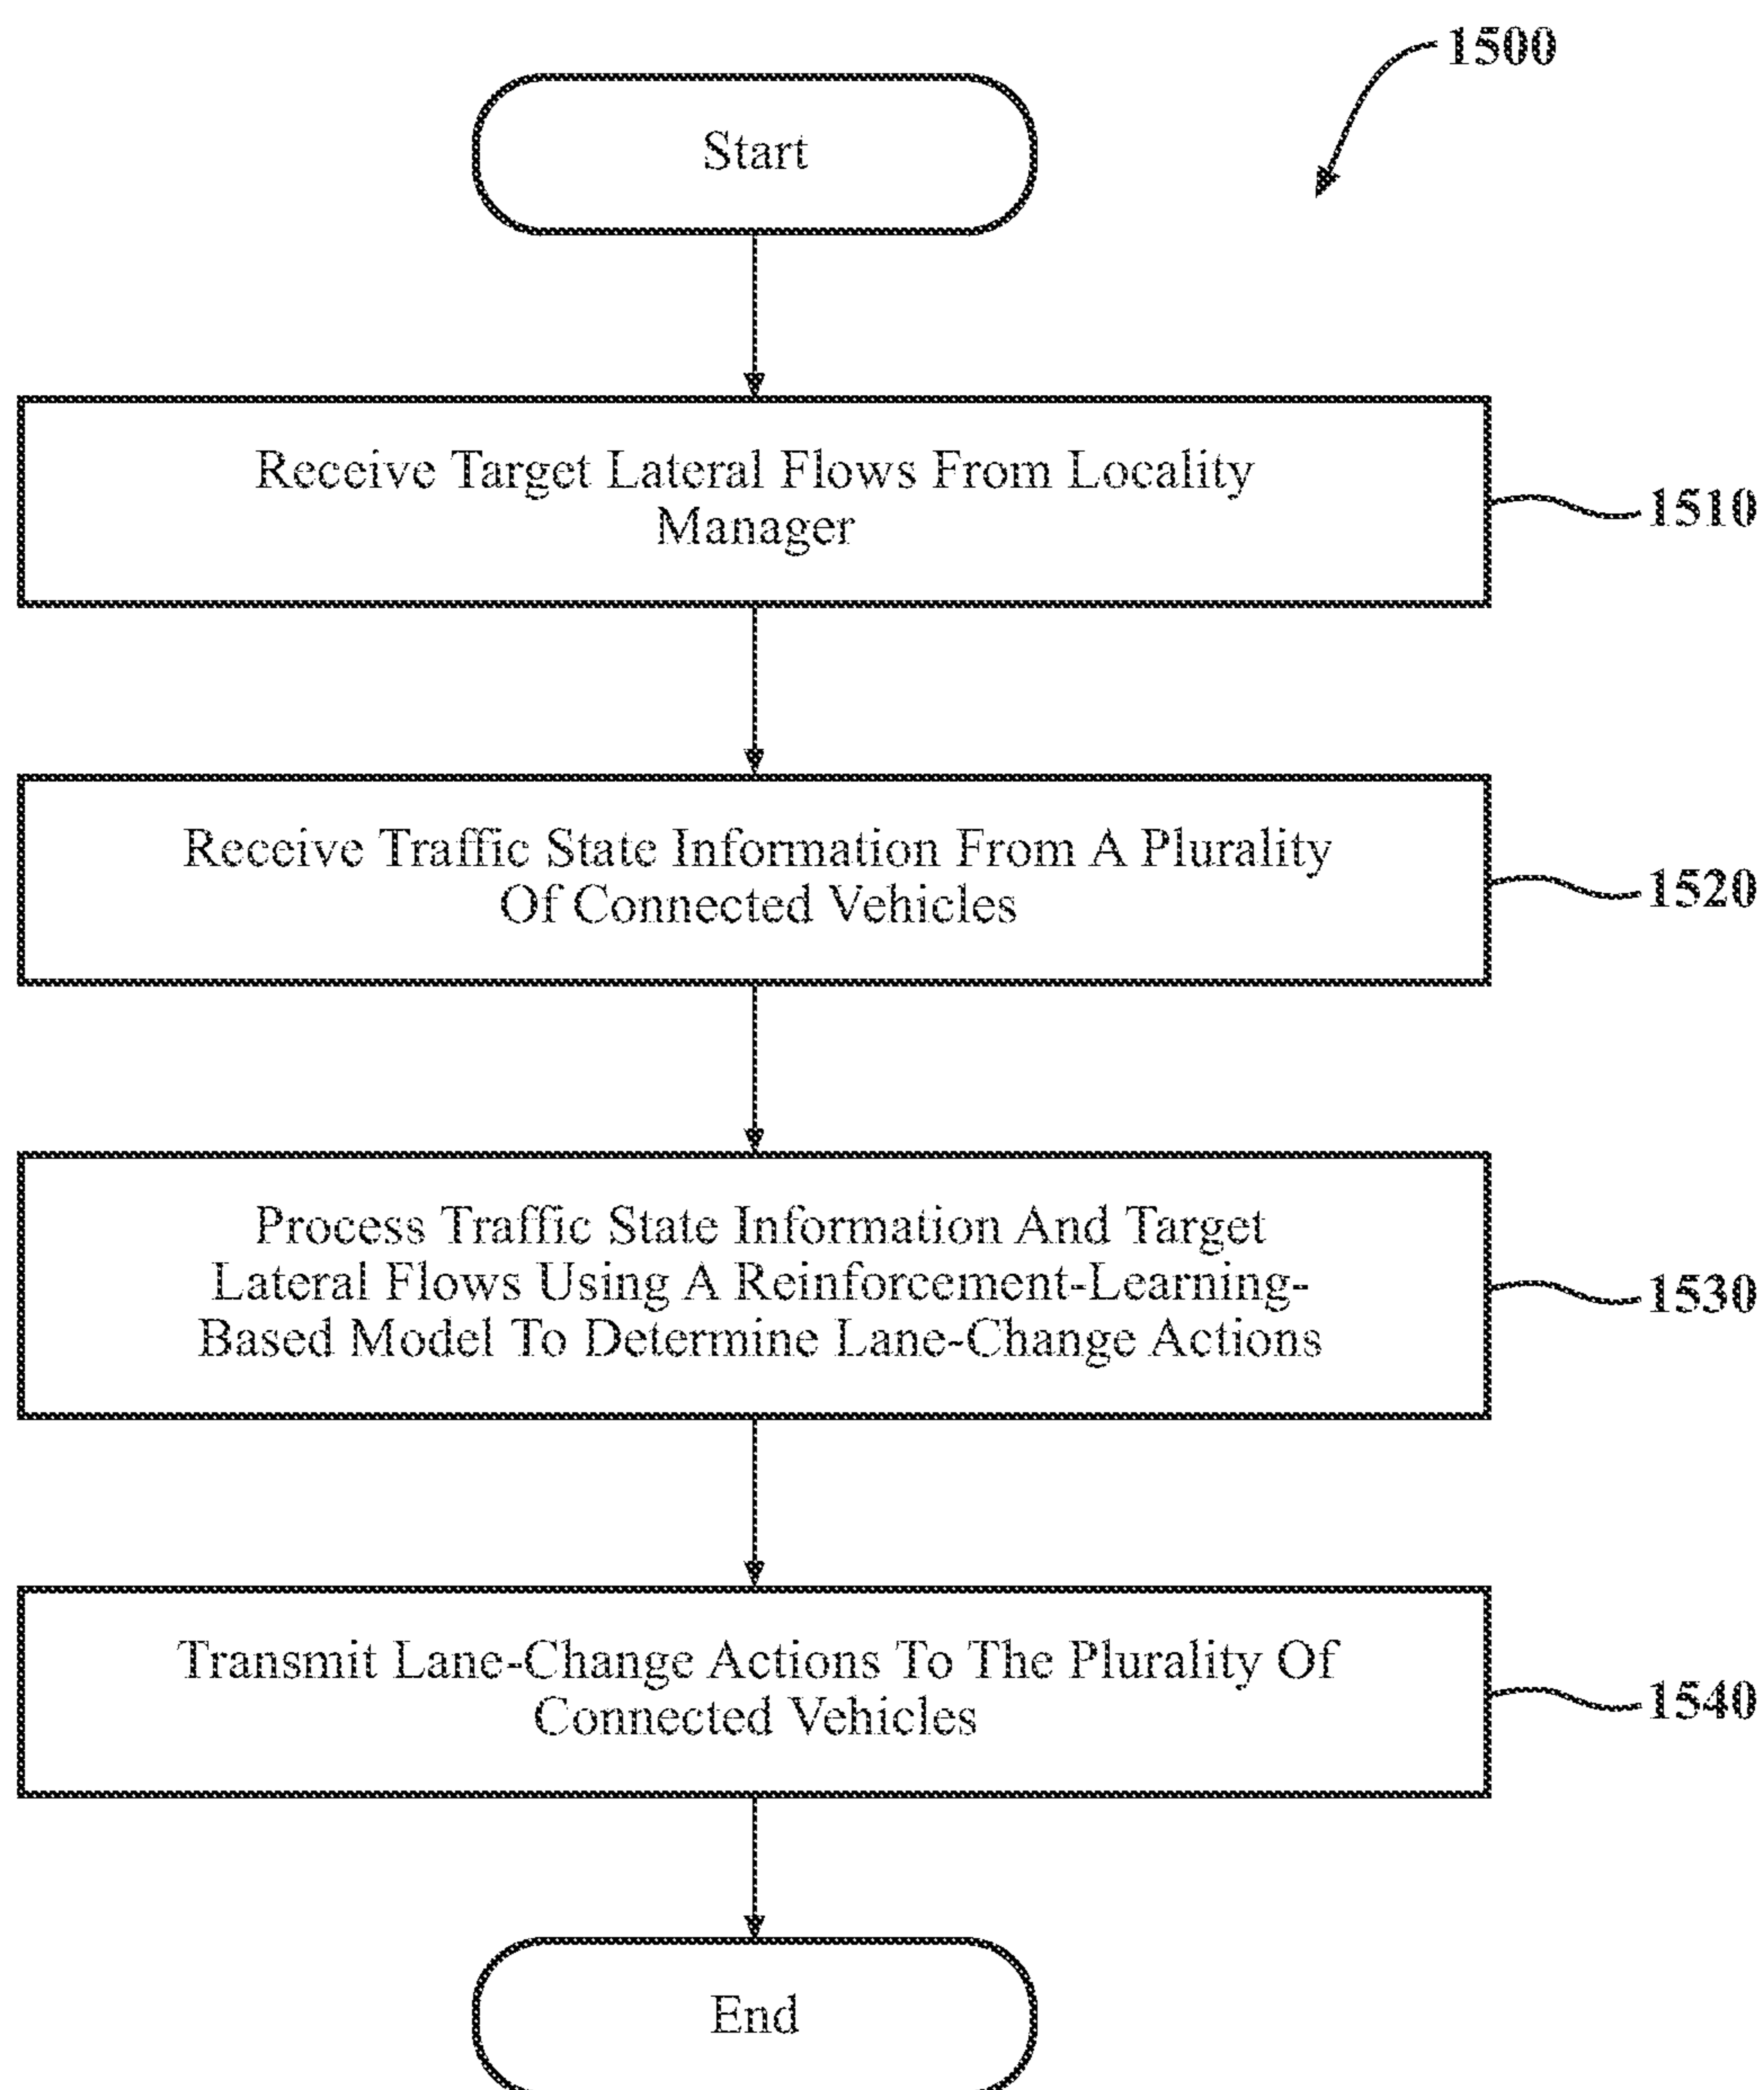 1500
Start
Receive Target Lateral Flows From Locality
Manager
1510
Receive Traffic State Information From A Plurality
Of Connected Vehicles
1520
Process Traffic State Information And Target
Lateral Flows Using A Reinforcement-Learning-
Based Model To Determine Lane-Change Actions
1530
Transmit Lane-Change Actions To The Plurality Of
Connected Vehicles
1540
End